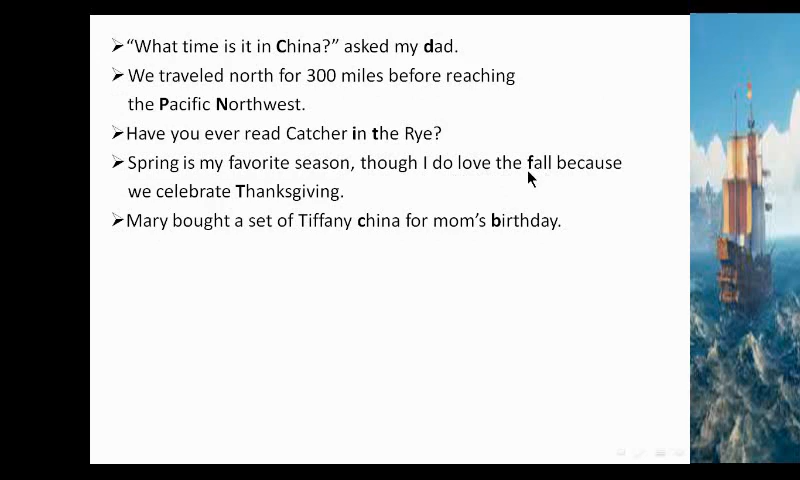 ➢“What time is it in China?” asked my dad.
➢We traveled north for 300 miles before reaching
the Pacific Northwest.
➢Have you ever read Catcher in the Rye?
➢Spring is my favorite season, though I do love the fall because
we celebrate Thanksgiving.
➢Mary bought a set of Tiffany china for mom’s birthday.